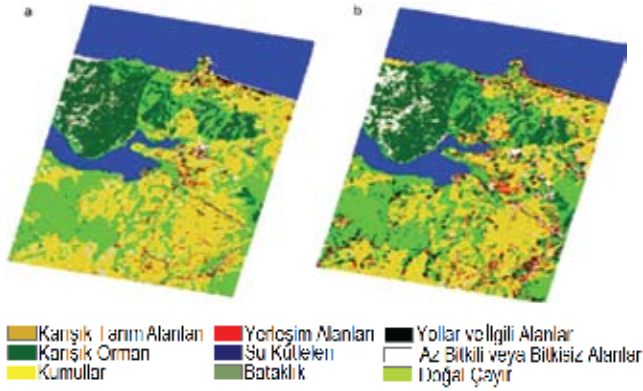 a
b
Karışık Tarım Alanları Yerleşim Alanları Yollar ve İlgili Alanlar
Karışık Orman Su Kütleleri Az Bitkili veya Bitkisiz Alanlar
Kumullar Bataklık Doğal Çayır